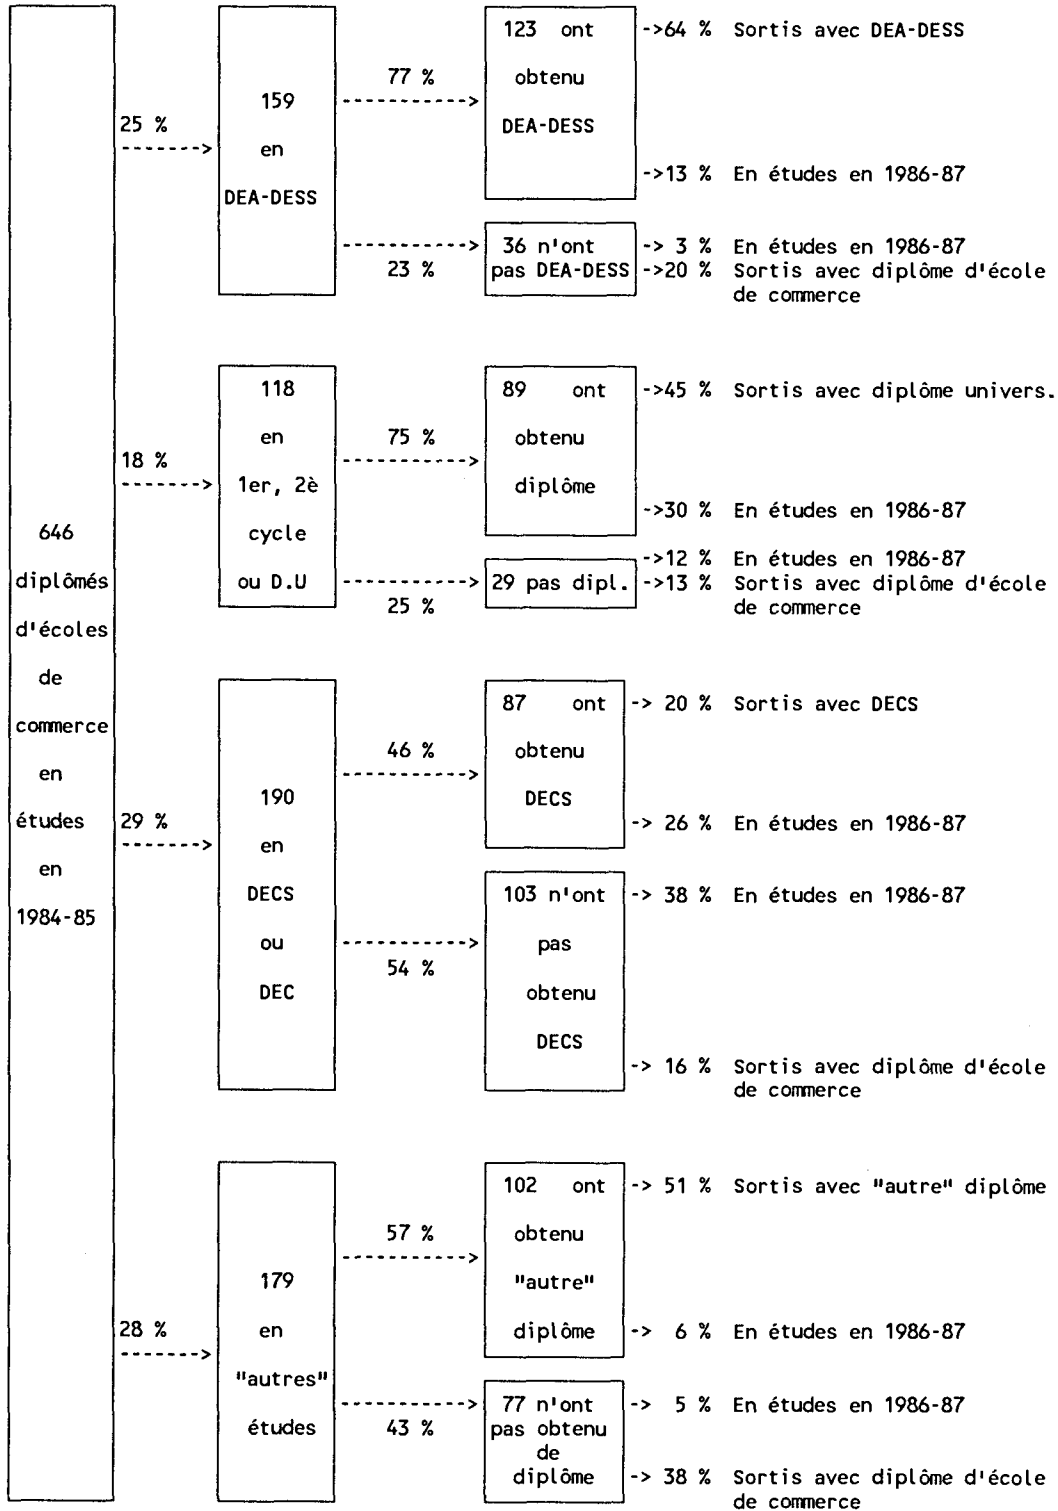 646
diplômés
d'écoles
de
commerce
en
études
en
1984-85
25 %
------->
159
en
DEA-DESS
77 %
----------->
123 ont
obtenu
DEA-DESS
->64 % Sortis avec DEA-DESS
->13 % En études en 1986-87
----------->
23 %
36 n'ont
pas DEA-DESS
-> 3 % En études en 1986-87
->20 % Sortis avec diplôme d'école
de commerce
18 %
------->
118
en
1er, 2è
cycle
ou D.U
75 %
----------->
89 ont
obtenu
diplôme
->45 % Sortis avec diplôme univers.
->30 % En études en 1986-87
----------->
25 %
29 pas dipl.
->12 % En études en 1986-87
->13 % Sortis avec diplôme d'école
de commerce
29 %
------->
190
en
DECS
ou
DEC
46 %
----------->
87 ont
obtenu
DECS
-> 20 % Sortis avec DECS
-> 26 % En études en 1986-87
----------->
54 %
103 n'ont
pas
obtenu
DECS
-> 38 % En études en 1986-87
-> 16 % Sortis avec diplôme d'école
de commerce
28 %
------->
179
en
"autres"
études
57 %
----------->
102 ont
obtenu
"autre"
diplôme
-> 51 % Sortis avec "autre" diplôme
-> 6 % En études en 1986-87
----------->
43 %
77 n'ont
pas obtenu
de
diplôme
-> 5 % En études en 1986-87
-> 38 % Sortis avec diplôme d'école
de commerce